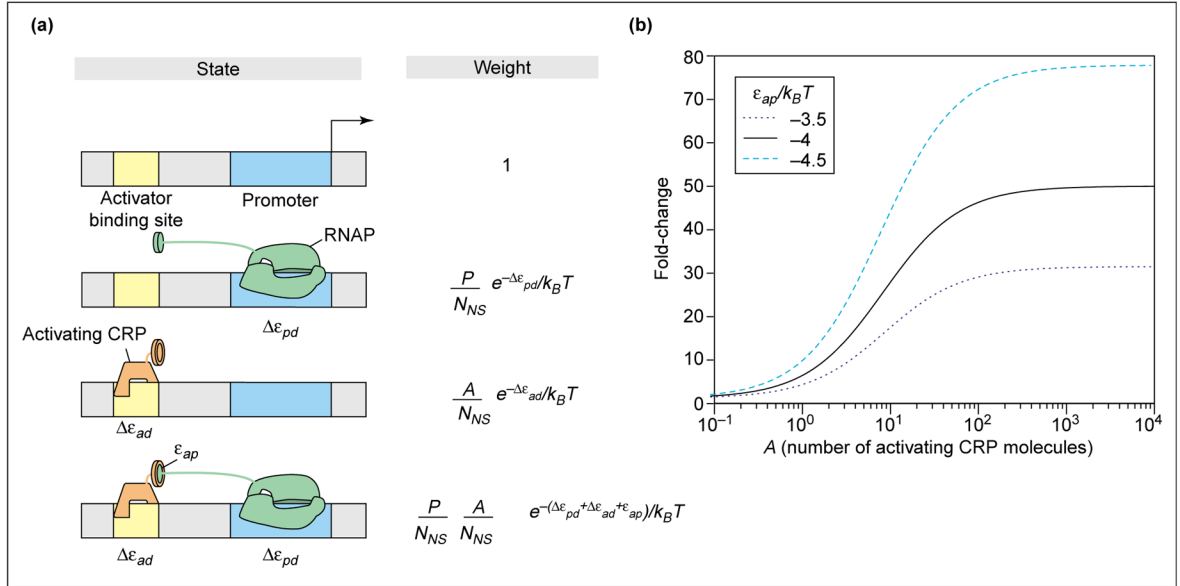 (a)
State
Weight
1
Activator
binding site
Promoter
RNAP
Δε_pd
P/N_NS e^{−Δε_pd/k_BT}
Activating CRP
Δε_ad
A/N_NS e^{−Δε_ad/k_BT}
ε_ap
Δε_ad
Δε_pd
P/N_NS A/N_NS e^{−(Δε_pd+Δε_ad+ε_ap)/k_BT}
(b)
Fold-change
80
70
60
50
40
30
20
10
0
ε_ap/k_BT
−3.5
−4
−4.5
10^−1
10^0
10^1
10^2
10^3
10^4
A (number of activating CRP molecules)